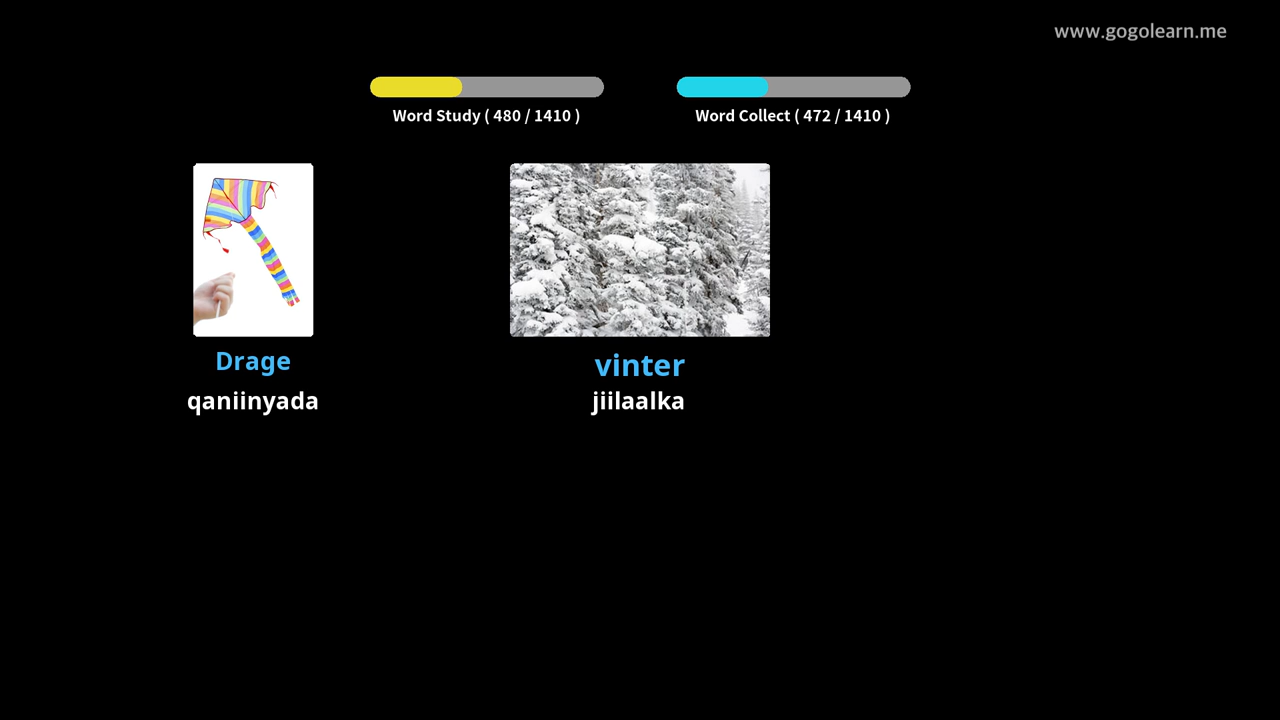 www.gogolearn.me
Word Study ( 480 / 1410 )
Word Collect ( 472 / 1410 )
Drage
qaniinyada
vinter
jiilaalka